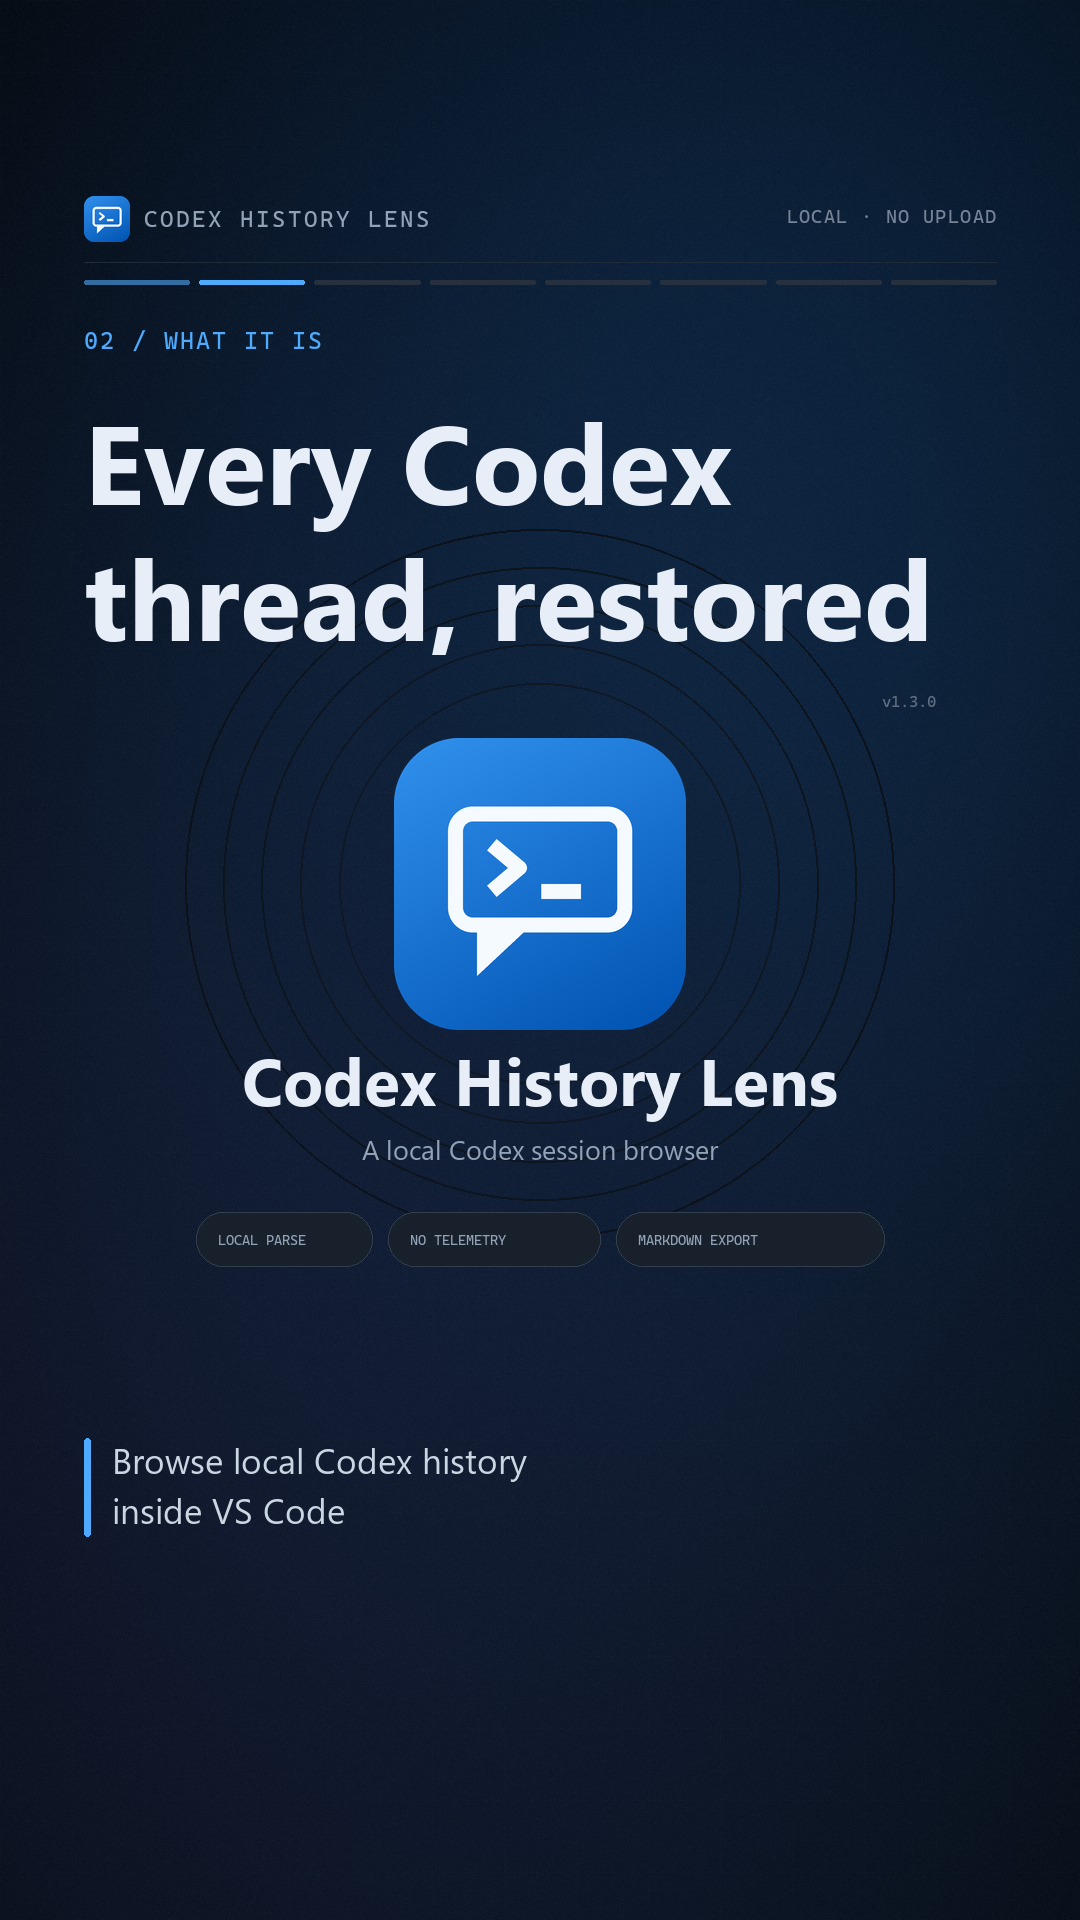 CODEX HISTORY LENS
LOCAL · NO UPLOAD
02 / WHAT IT IS
Every Codex
thread, restored
v1.3.0
Codex History Lens
A local Codex session browser
LOCAL PARSE
NO TELEMETRY
MARKDOWN EXPORT
Browse local Codex history
inside VS Code